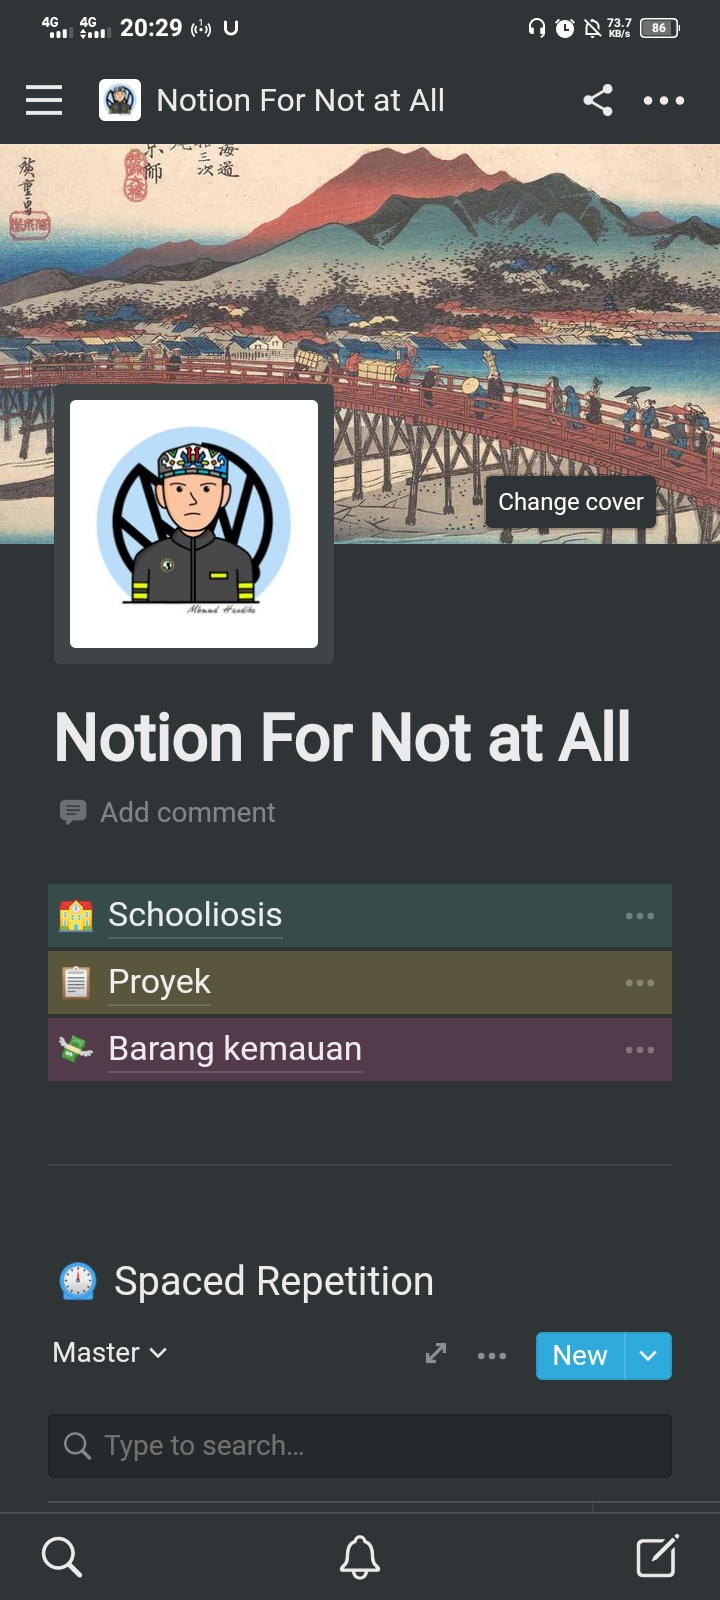 4G 4G 20:29 73.7 KB/s 86
Notion For Not at All
Change cover
Notion For Not at All
Add comment
Schooliosis
Proyek
Barang kemauan
Spaced Repetition
Master
New
Type to search...